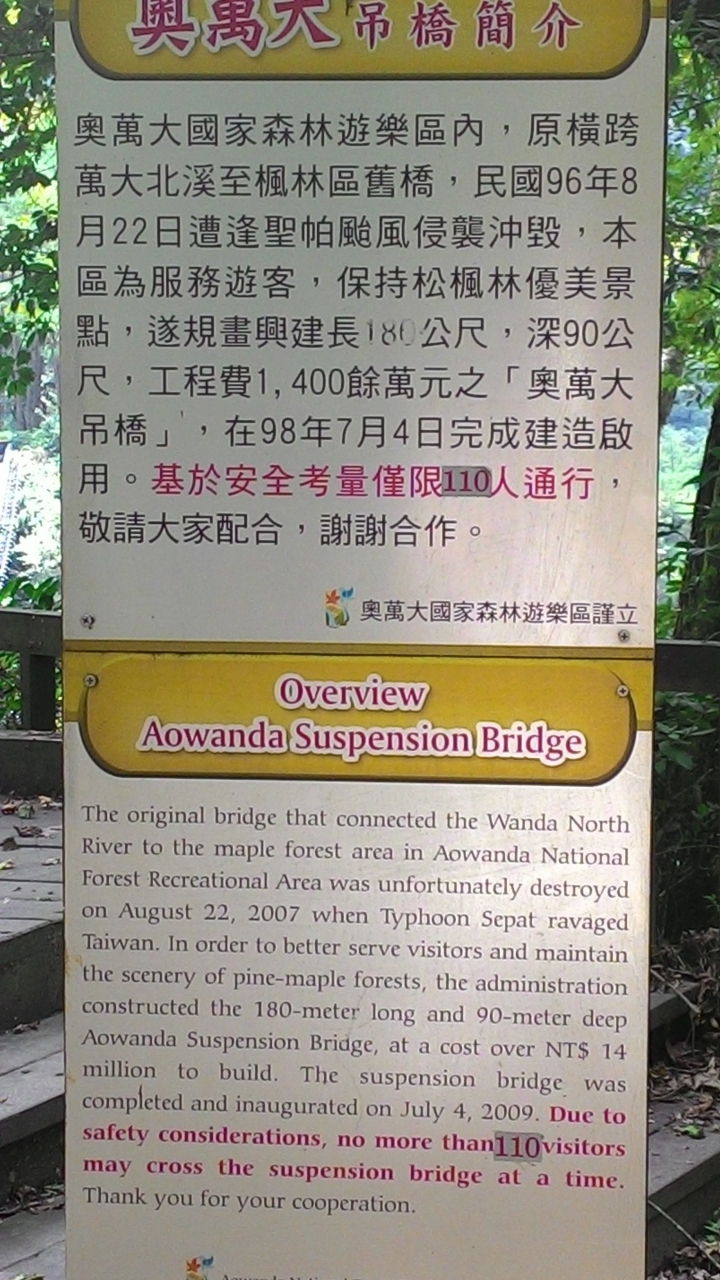 奧萬大吊橋簡介
奧萬大國家森林遊樂區內，原橫跨
萬大北溪至楓林區舊橋，民國96年8
月22日遭逢聖帕颱風侵襲沖毀，本
區為服務遊客，保持松楓林優美景
點，遂規畫興建長180公尺，深90公
尺，工程費1,400餘萬元之「奧萬大
吊橋」，在98年7月4日完成建造啟
用。基於安全考量僅限110人通行，
敬請大家配合，謝謝合作。
奧萬大國家森林遊樂區謹立
Overview
Aowanda Suspension Bridge
The original bridge that connected the Wanda North
River to the maple forest area in Aowanda National
Forest Recreational Area was unfortunately destroyed
on August 22, 2007 when Typhoon Sepat ravaged
Taiwan. In order to better serve visitors and maintain
the scenery of pine-maple forests, the administration
constructed the 180-meter long and 90-meter deep
Aowanda Suspension Bridge, at a cost over NT$ 14
million to build. The suspension bridge was
completed and inaugurated on July 4, 2009. Due to
safety considerations, no more than 110 visitors
may cross the suspension bridge at a time.
Thank you for your cooperation.